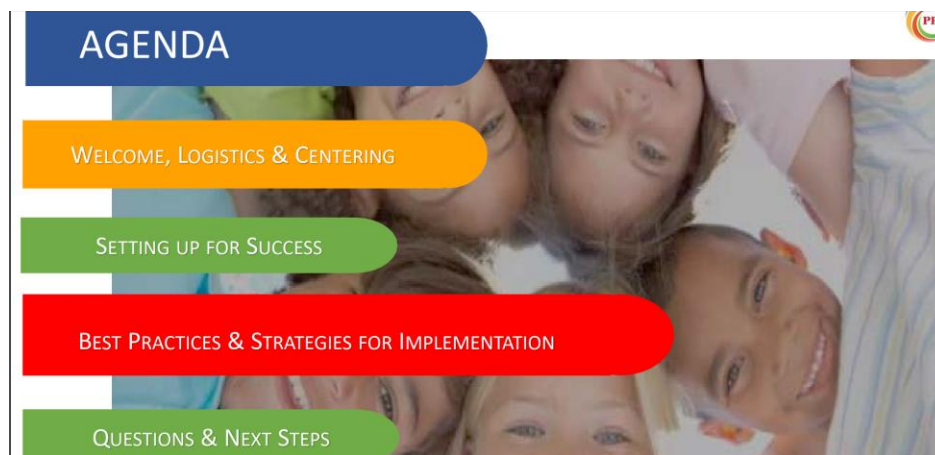 AGENDA
WELCOME, LOGISTICS & CENTERING
SETTING UP FOR SUCCESS
BEST PRACTICES & STRATEGIES FOR IMPLEMENTATION
QUESTIONS & NEXT STEPS